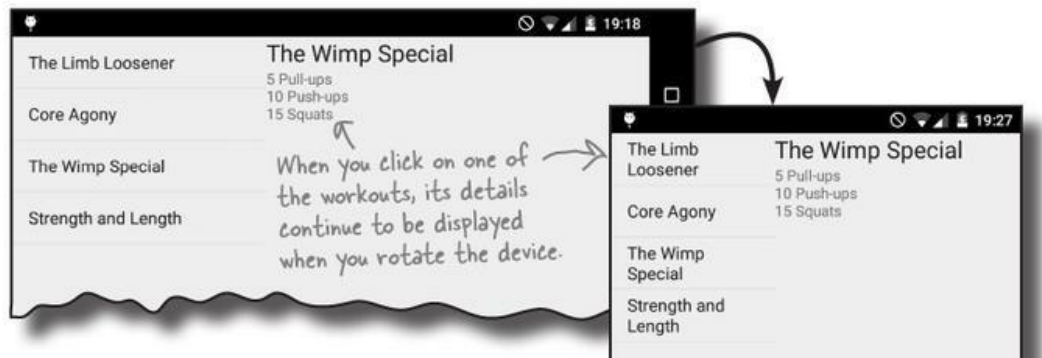 19:18
The Limb Loosener
Core Agony
The Wimp Special
Strength and Length
The Wimp Special
5 Pull-ups
10 Push-ups
15 Squats
When you click on one of
the workouts, its details
continue to be displayed
when you rotate the device.
19:27
The Limb
Loosener
Core Agony
The Wimp
Special
Strength and
Length
The Wimp Special
5 Pull-ups
10 Push-ups
15 Squats